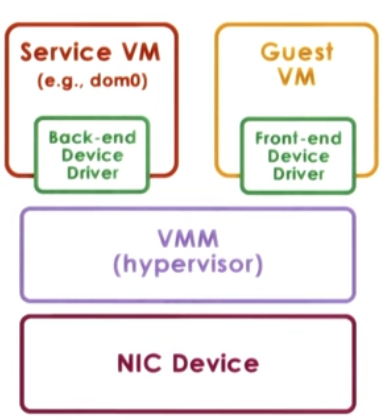 Service VM
(e.g., dom0)
Back-end
Device
Driver
Guest
VM
Front-end
Device
Driver
VMM
(hypervisor)
NIC Device